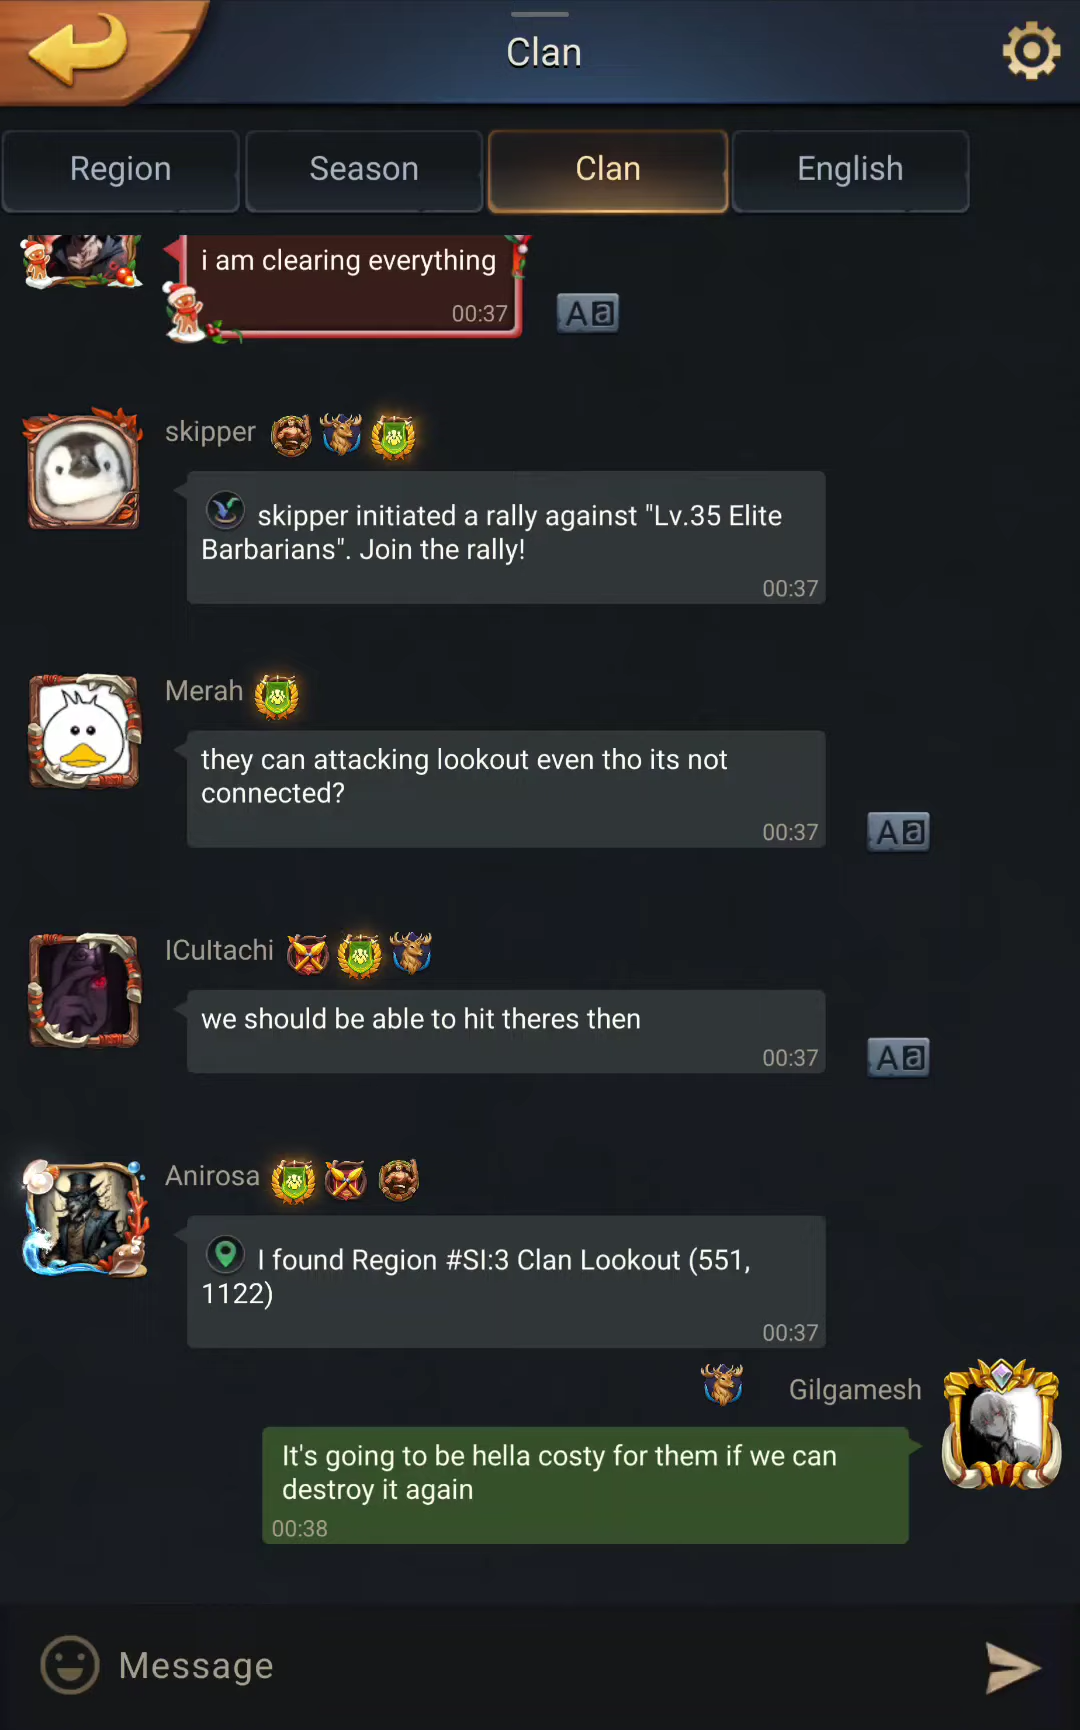 Clan
Region
Season
Clan
English
i am clearing everything
00:37
Aa
skipper
skipper initiated a rally against "Lv.35 Elite
Barbarians". Join the rally!
00:37
Merah
they can attacking lookout even tho its not
connected?
00:37
Aa
ICUItachi
we should be able to hit theres then
00:37
Aa
Anirosa
I found Region #SI:3 Clan Lookout (551,
1122)
00:37
Gilgamesh
It's going to be hella costy for them if we can
destroy it again
00:38
Message